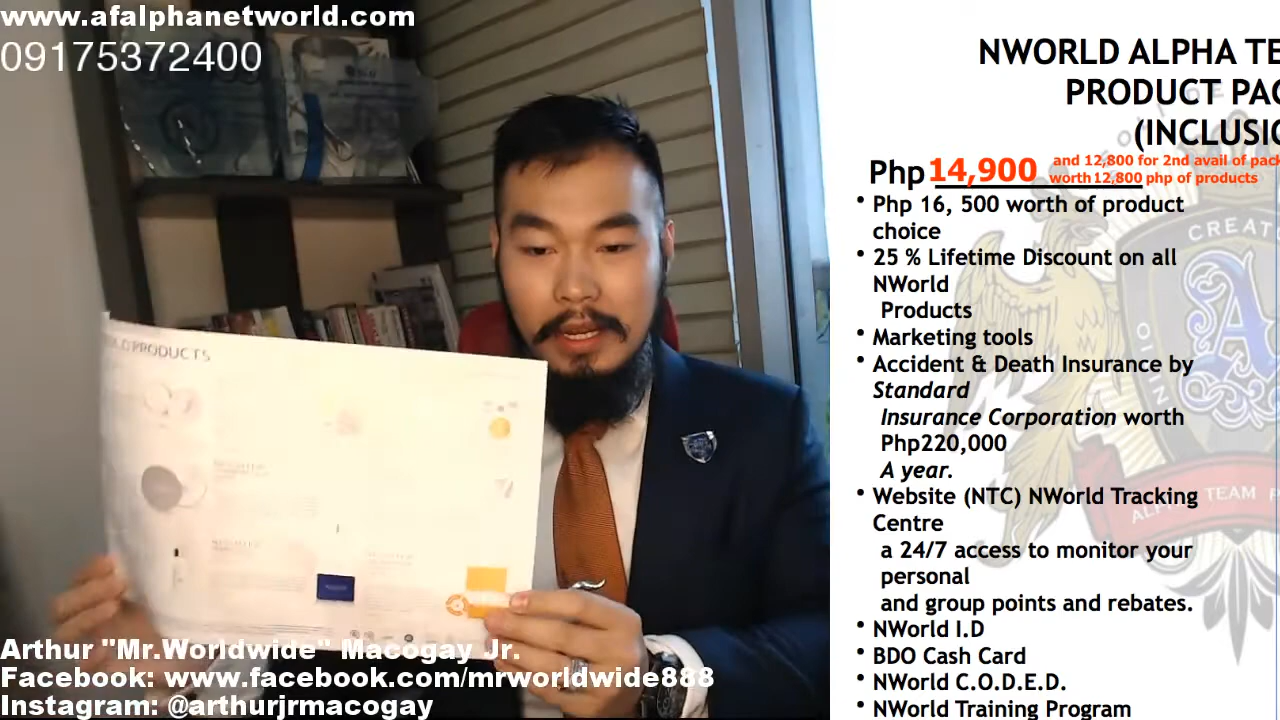 www.afalphanetworld.com
09175372400
PRODUCTS
Arthur "Mr.Worldwide" Macogay Jr.
Facebook: www.facebook.com/mrworldwide888
Instagram: @arthurjrmacogay
NWORLD ALPHA TE
PRODUCT PAC
(INCLUSIO
Php 14,900 and 12,800 for 2nd avail of pack
worth 12,800 php of products
• Php 16, 500 worth of product
choice
• 25 % Lifetime Discount on all
NWorld
Products
• Marketing tools
• Accident & Death Insurance by
Standard
Insurance Corporation worth
Php220,000
A year.
• Website (NTC) NWorld Tracking
Centre
a 24/7 access to monitor your
personal
and group points and rebates.
• NWorld I.D
• BDO Cash Card
• NWorld C.O.D.E.D.
• NWorld Training Program
CREATO
ALPHA TEAM P